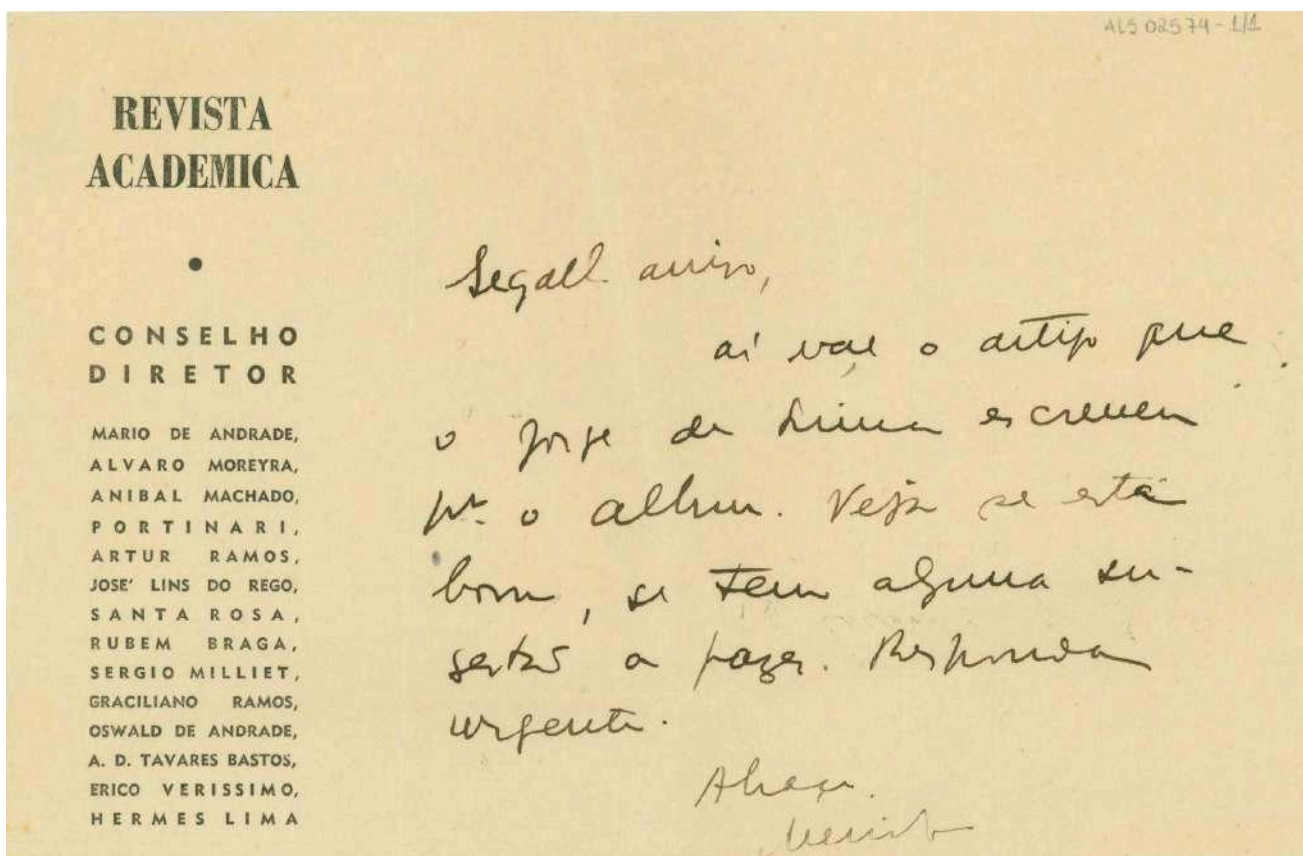 ALS 02574 - 1/1
REVISTA
ACADEMICA
CONSELHO
DIRETOR
MARIO DE ANDRADE,
ALVARO MOREYRA,
ANIBAL MACHADO,
PORTINARI,
ARTUR RAMOS,
JOSE' LINS DO REGO,
SANTA ROSA,
RUBEM BRAGA,
SERGIO MILLIET,
GRACILIANO RAMOS,
OSWALD DE ANDRADE,
A. D. TAVARES BASTOS,
ERICO VERISSIMO,
HERMES LIMA
Segall amigo,
aí vae o artigo que
o Jorge de Lima escreveu
pª o album. Veja se está
bom, se tem alguma su-
gestão a fazer. Responda
urgente.
Abraço.